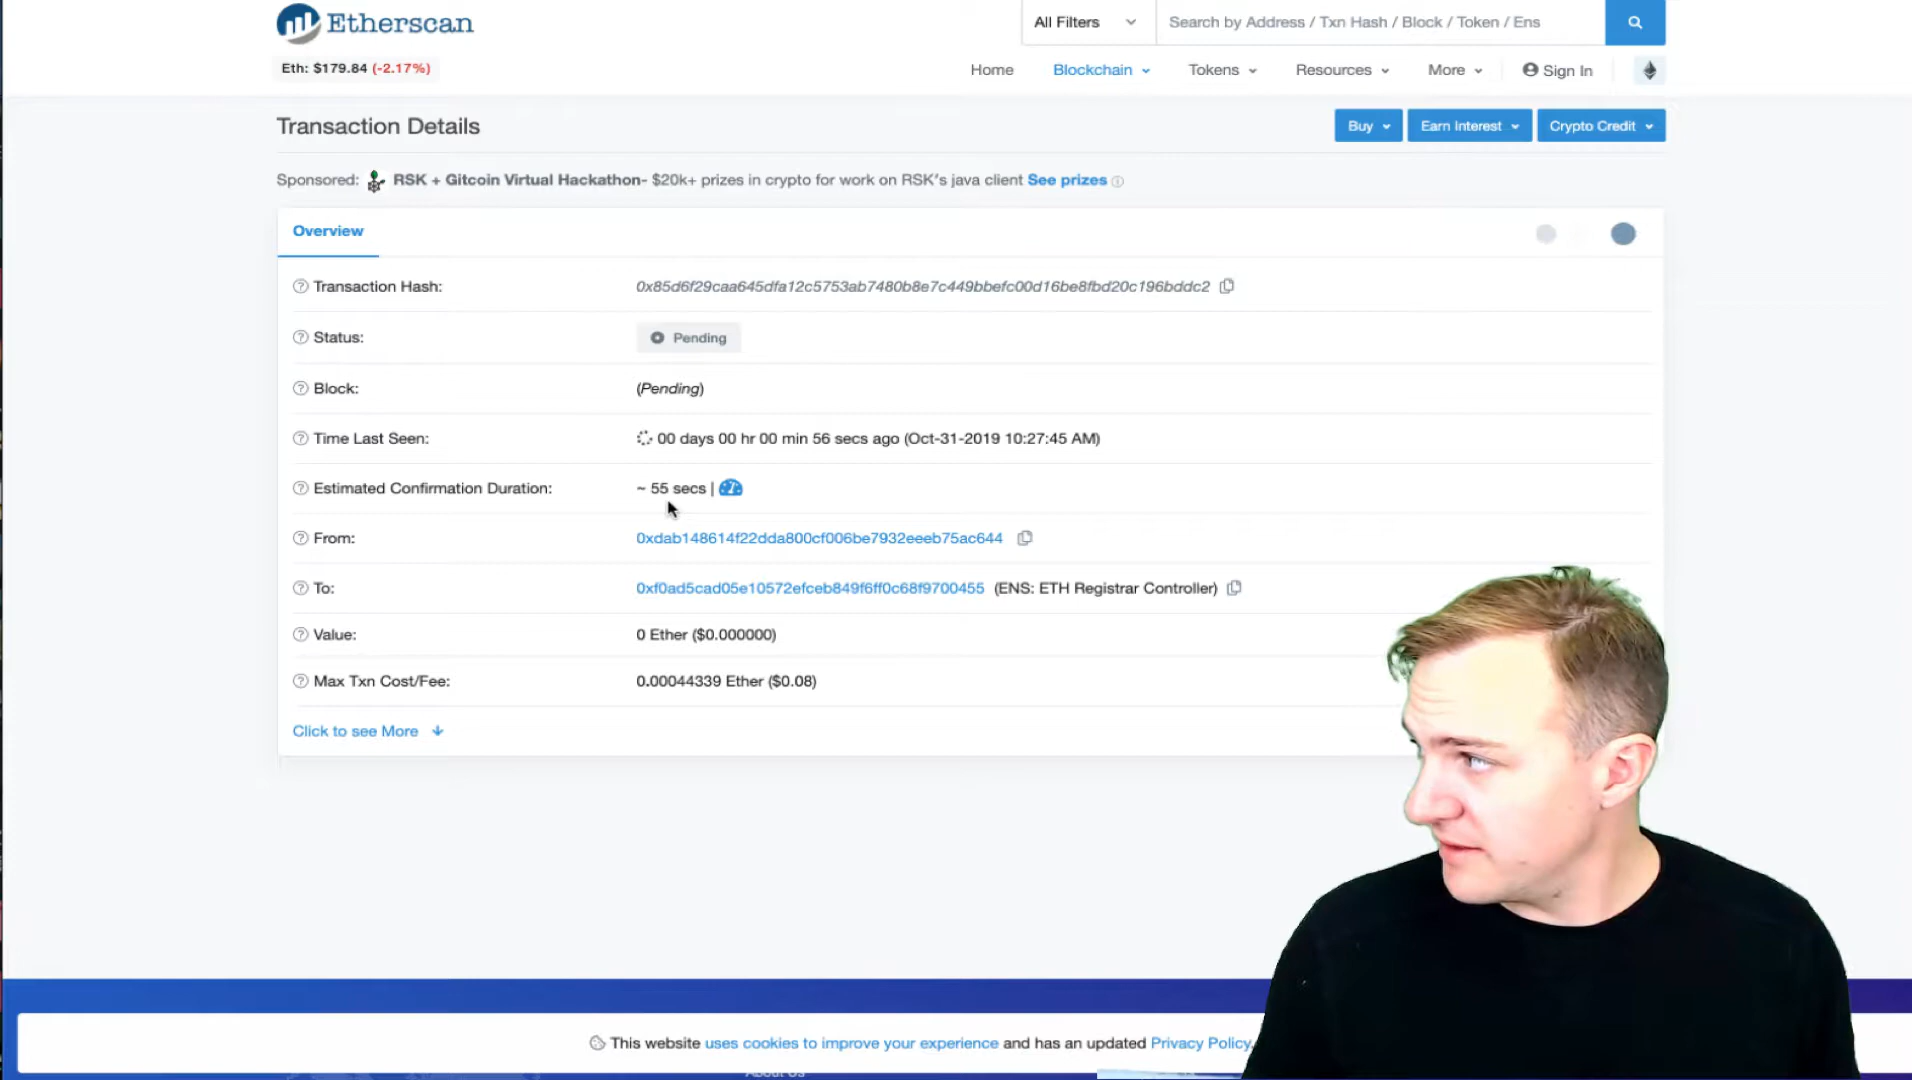 Etherscan
All Filters
Search by Address / Txn Hash / Block / Token / Ens
Eth: $179.84 (-2.17%)
Home
Blockchain
Tokens
Resources
More
Sign In
Transaction Details
Buy
Earn Interest
Crypto Credit
Sponsored: RSK + Gitcoin Virtual Hackathon- $20k+ prizes in crypto for work on RSK's java client See prizes
Overview
Transaction Hash: 0x85d6f29caa645dfa12c5753ab7480b8e7c449bbefc00d16be8fbd20c196bddc2
Status: Pending
Block: (Pending)
Time Last Seen: 00 days 00 hr 00 min 56 secs ago (Oct-31-2019 10:27:45 AM)
Estimated Confirmation Duration: ~ 55 secs |
From: 0xdab148614f22dda800cf006be7932eeeb75ac644
To: 0xf0ad5cad05e10572efceb849f6ff0c68f9700455 (ENS: ETH Registrar Controller)
Value: 0 Ether ($0.000000)
Max Txn Cost/Fee: 0.00044339 Ether ($0.08)
Click to see More
This website uses cookies to improve your experience and has an updated Privacy Policy.
About Us